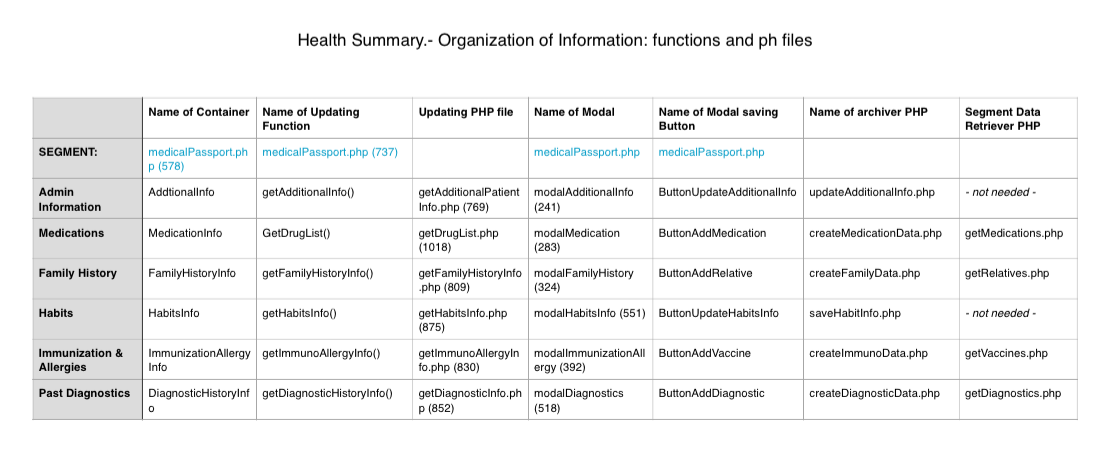 Health Summary.- Organization of Information: functions and ph files
Name of Container Name of Updating Function Updating PHP file Name of Modal Name of Modal saving Button Name of archiver PHP Segment Data Retriever PHP
SEGMENT: medicalPassport.php (578) medicalPassport.php (737) medicalPassport.php medicalPassport.php
Admin Information AddtionalInfo getAdditionalInfo() getAdditionalPatientInfo.php (769) modalAdditionalInfo (241) ButtonUpdateAdditionalInfo updateAdditionalInfo.php - not needed -
Medications MedicationInfo GetDrugList() getDrugList.php (1018) modalMedication (283) ButtonAddMedication createMedicationData.php getMedications.php
Family History FamilyHistoryInfo getFamilyHistoryInfo() getFamilyHistoryInfo.php (809) modalFamilyHistory (324) ButtonAddRelative createFamilyData.php getRelatives.php
Habits HabitsInfo getHabitsInfo() getHabitsInfo.php (875) modalHabitsInfo (551) ButtonUpdateHabitsInfo saveHabitInfo.php - not needed -
Immunization & Allergies ImmunizationAllergyInfo getImmunoAllergyInfo() getImmunoAllergyInfo.php (830) modalImmunizationAllergy (392) ButtonAddVaccine createImmunoData.php getVaccines.php
Past Diagnostics DiagnosticHistoryInfo getDiagnosticHistoryInfo() getDiagnosticInfo.php (852) modalDiagnostics (518) ButtonAddDiagnostic createDiagnosticData.php getDiagnostics.php